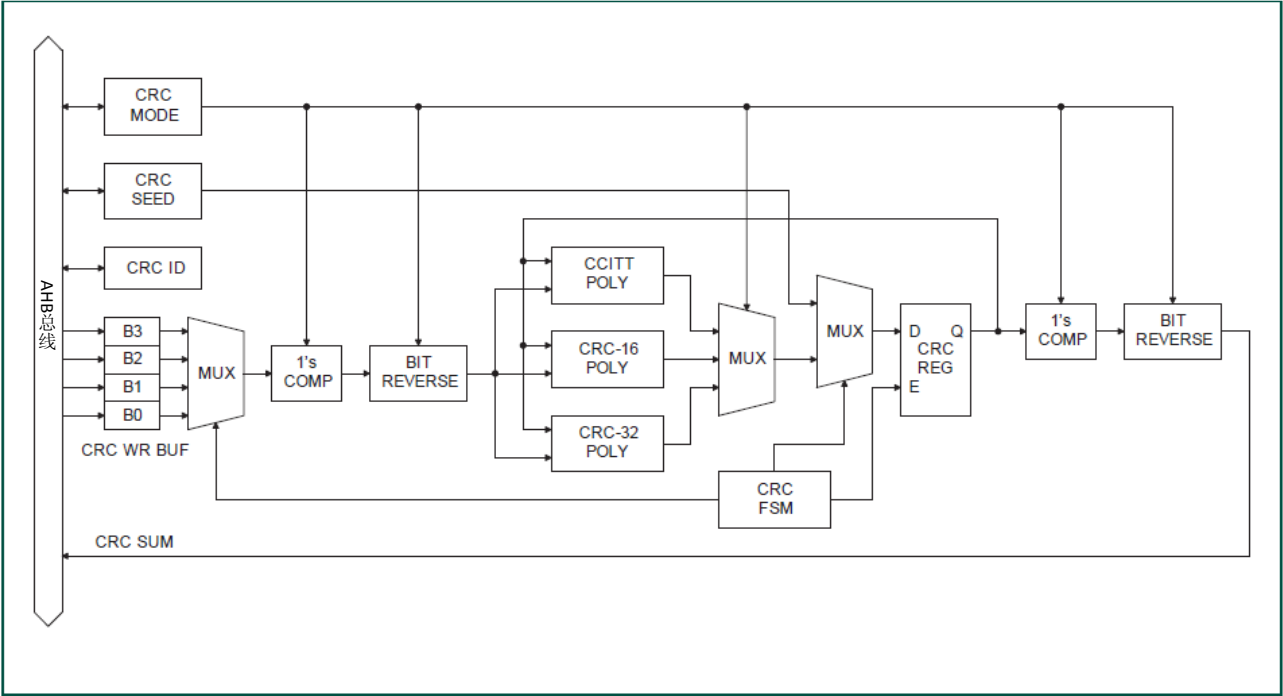 AHB总线
CRC
MODE
CRC
SEED
CRC ID
B3
B2
B1
B0
CRC WR BUF
MUX
1's
COMP
BIT
REVERSE
CCITT
POLY
CRC-16
POLY
CRC-32
POLY
MUX
MUX
D Q
CRC
REG
E
1's
COMP
BIT
REVERSE
CRC
FSM
CRC SUM